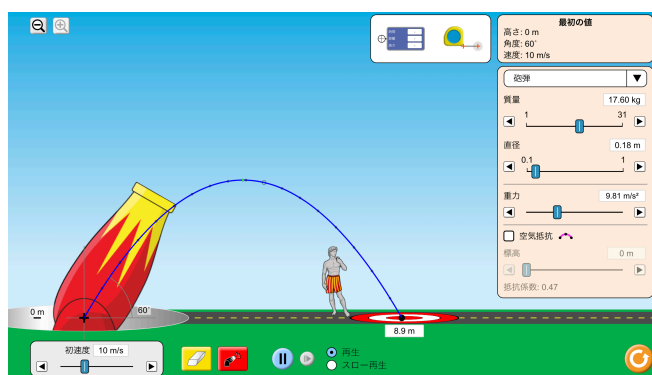 最初の値
高さ: 0 m
角度: 60°
速度: 10 m/s
砲弾
質量 17.60 kg
1 31
直径 0.18 m
0.1 1
重力 9.81 m/s²
空気抵抗
標高 0 m
抵抗係数: 0.47
0 m
60°
8.9 m
初速度 10 m/s
再生
スロー再生